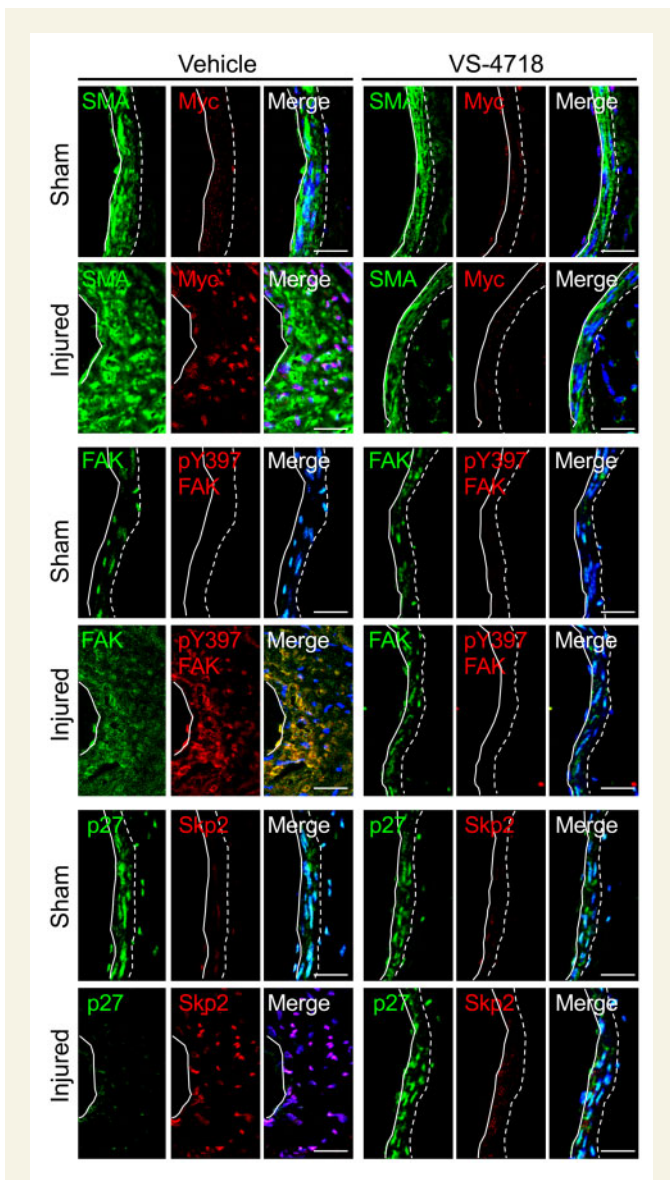 Vehicle VS-4718
Sham SMA Myc Merge SMA Myc Merge
Injured SMA Myc Merge SMA Myc Merge
Sham FAK pY397 Merge FAK pY397 Merge
FAK FAK
Injured FAK pY397 Merge FAK pY397 Merge
FAK FAK
Sham p27 Skp2 Merge p27 Skp2 Merge
Injured p27 Skp2 Merge p27 Skp2 Merge